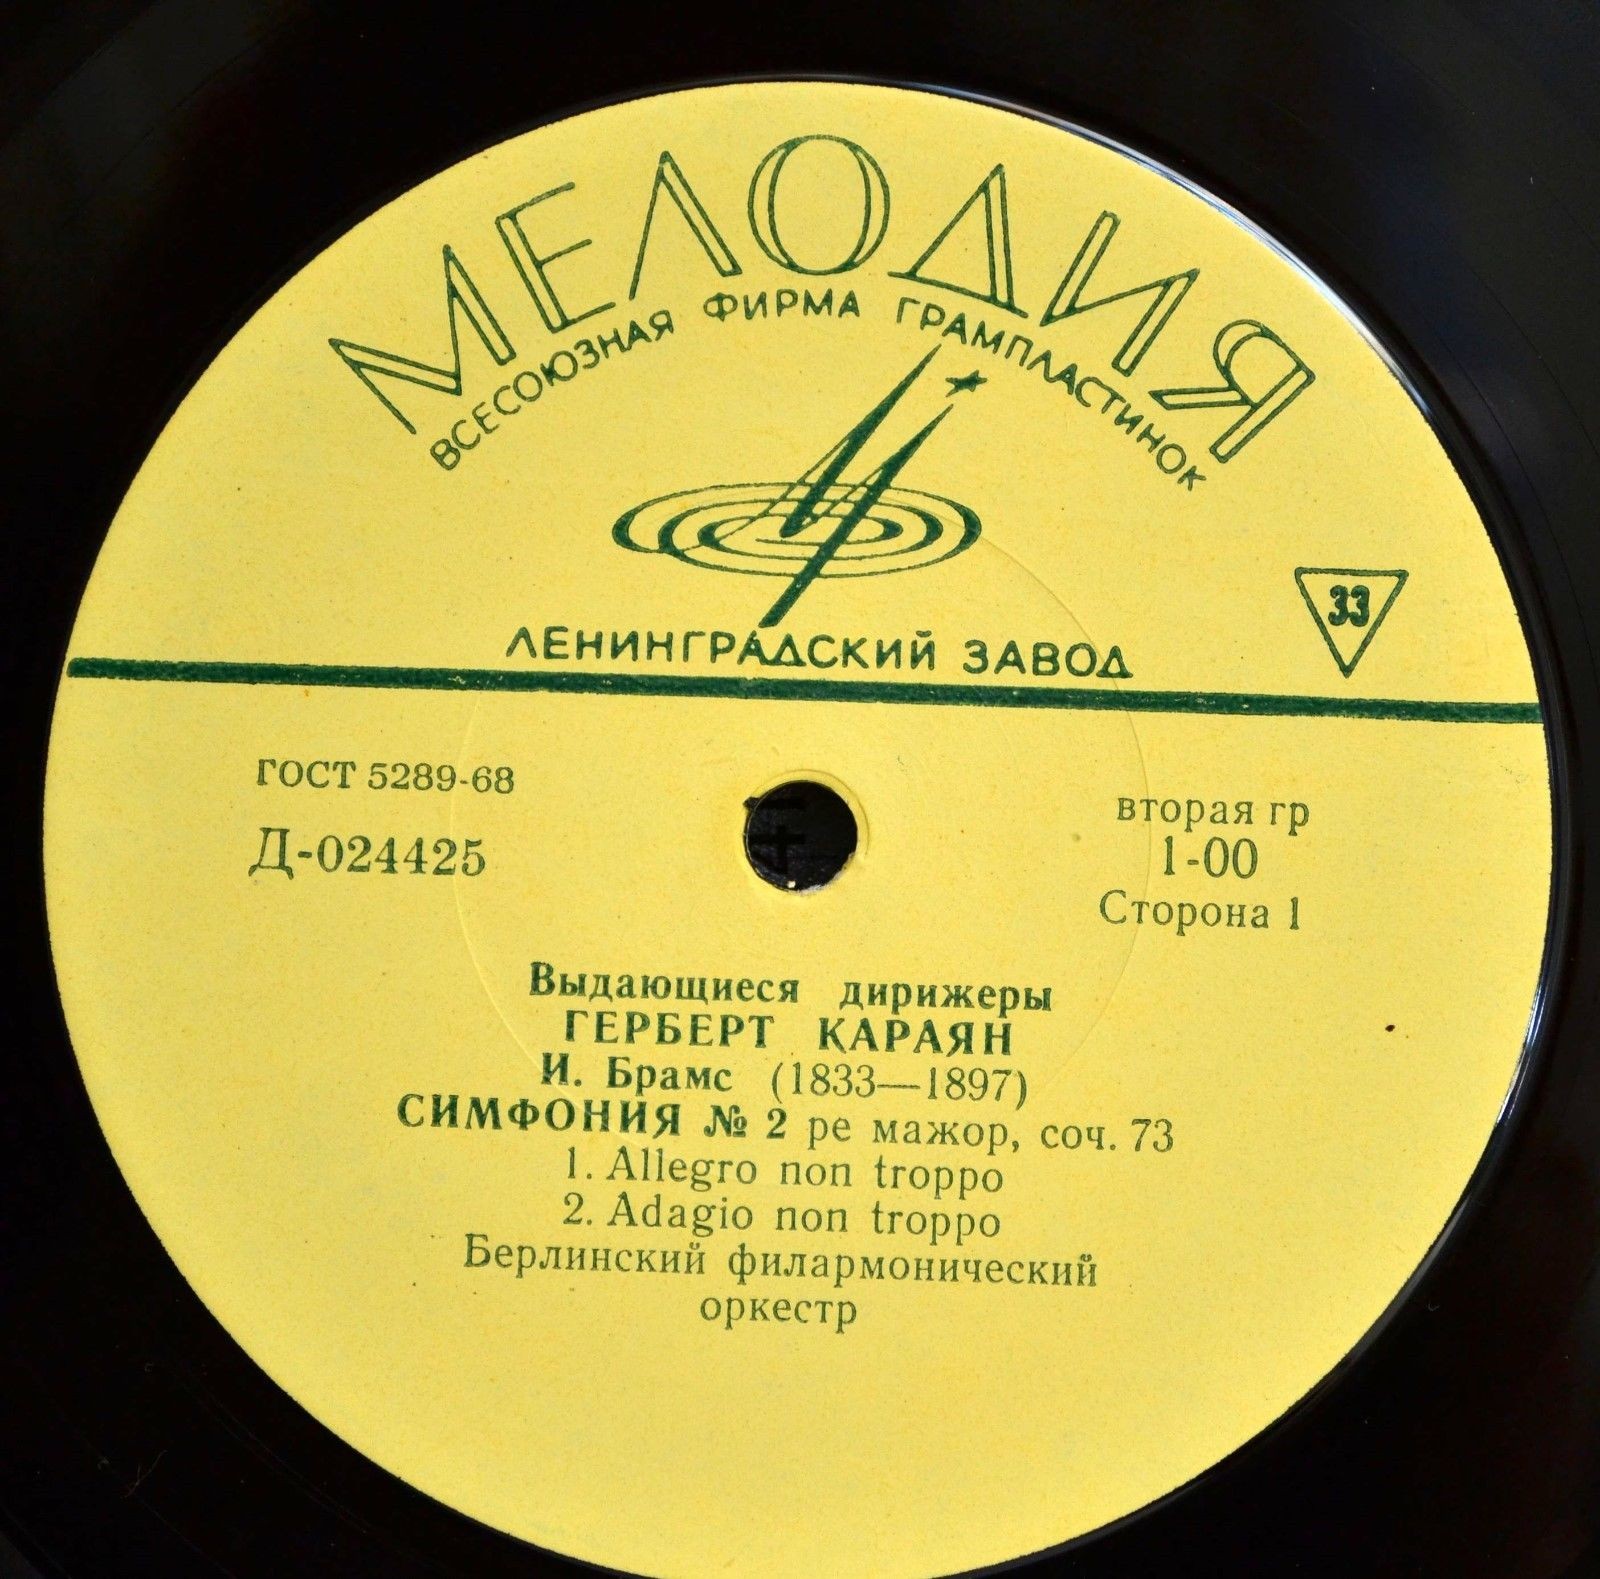 МЕЛОДИЯ
ВСЕСОЮЗНАЯ ФИРМА ГРАМПЛАСТИНОК
33
ЛЕНИНГРАДСКИЙ ЗАВОД
ГОСТ 5289-68
Д-024425
вторая гр
1-00
Сторона 1
Выдающиеся дирижеры
ГЕРБЕРТ КАРАЯН
И. Брамс (1833—1897)
СИМФОНИЯ № 2 ре мажор, соч. 73
1. Allegro non troppo
2. Adagio non troppo
Берлинский филармонический
оркестр